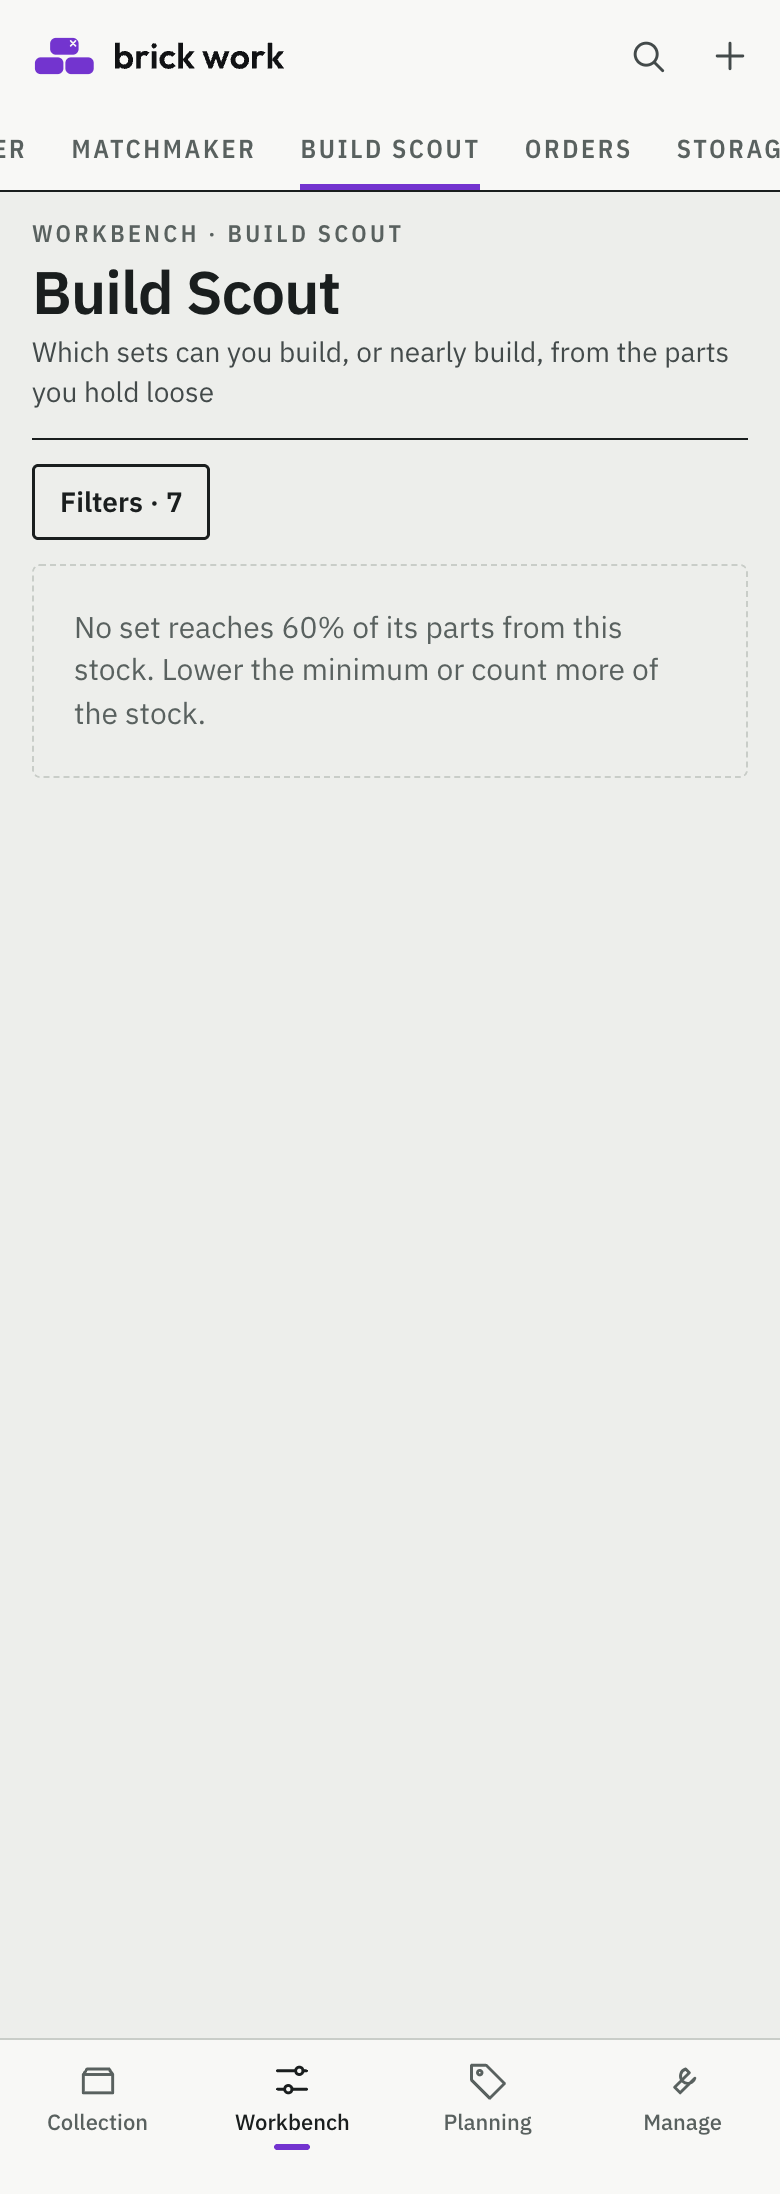 brick work
ER MATCHMAKER BUILD SCOUT ORDERS STORAG
WORKBENCH · BUILD SCOUT
Build Scout
Which sets can you build, or nearly build, from the parts
you hold loose
Filters · 7
No set reaches 60% of its parts from this
stock. Lower the minimum or count more of
the stock.
Collection Workbench Planning Manage